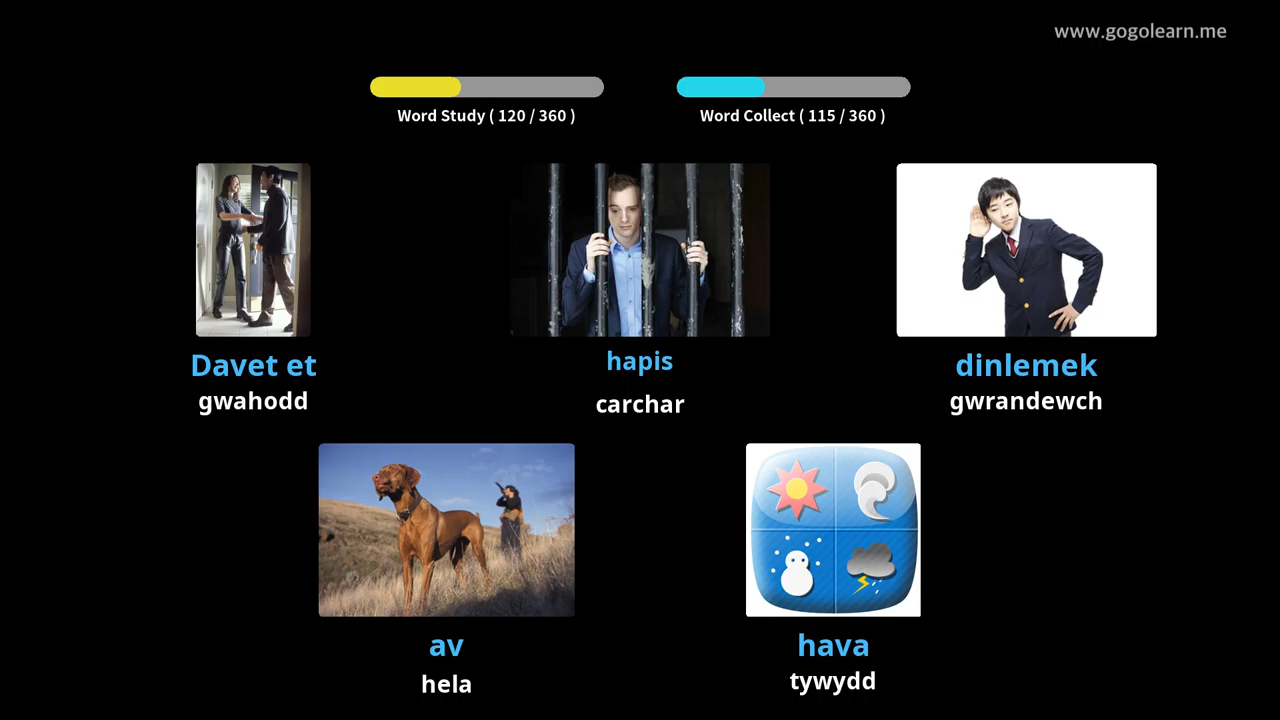 www.gogolearn.me
Word Study ( 120 / 360 )
Word Collect ( 115 / 360 )
Davet et
gwahodd
hapis
carchar
dinlemek
gwrandewch
av
hela
hava
tywydd